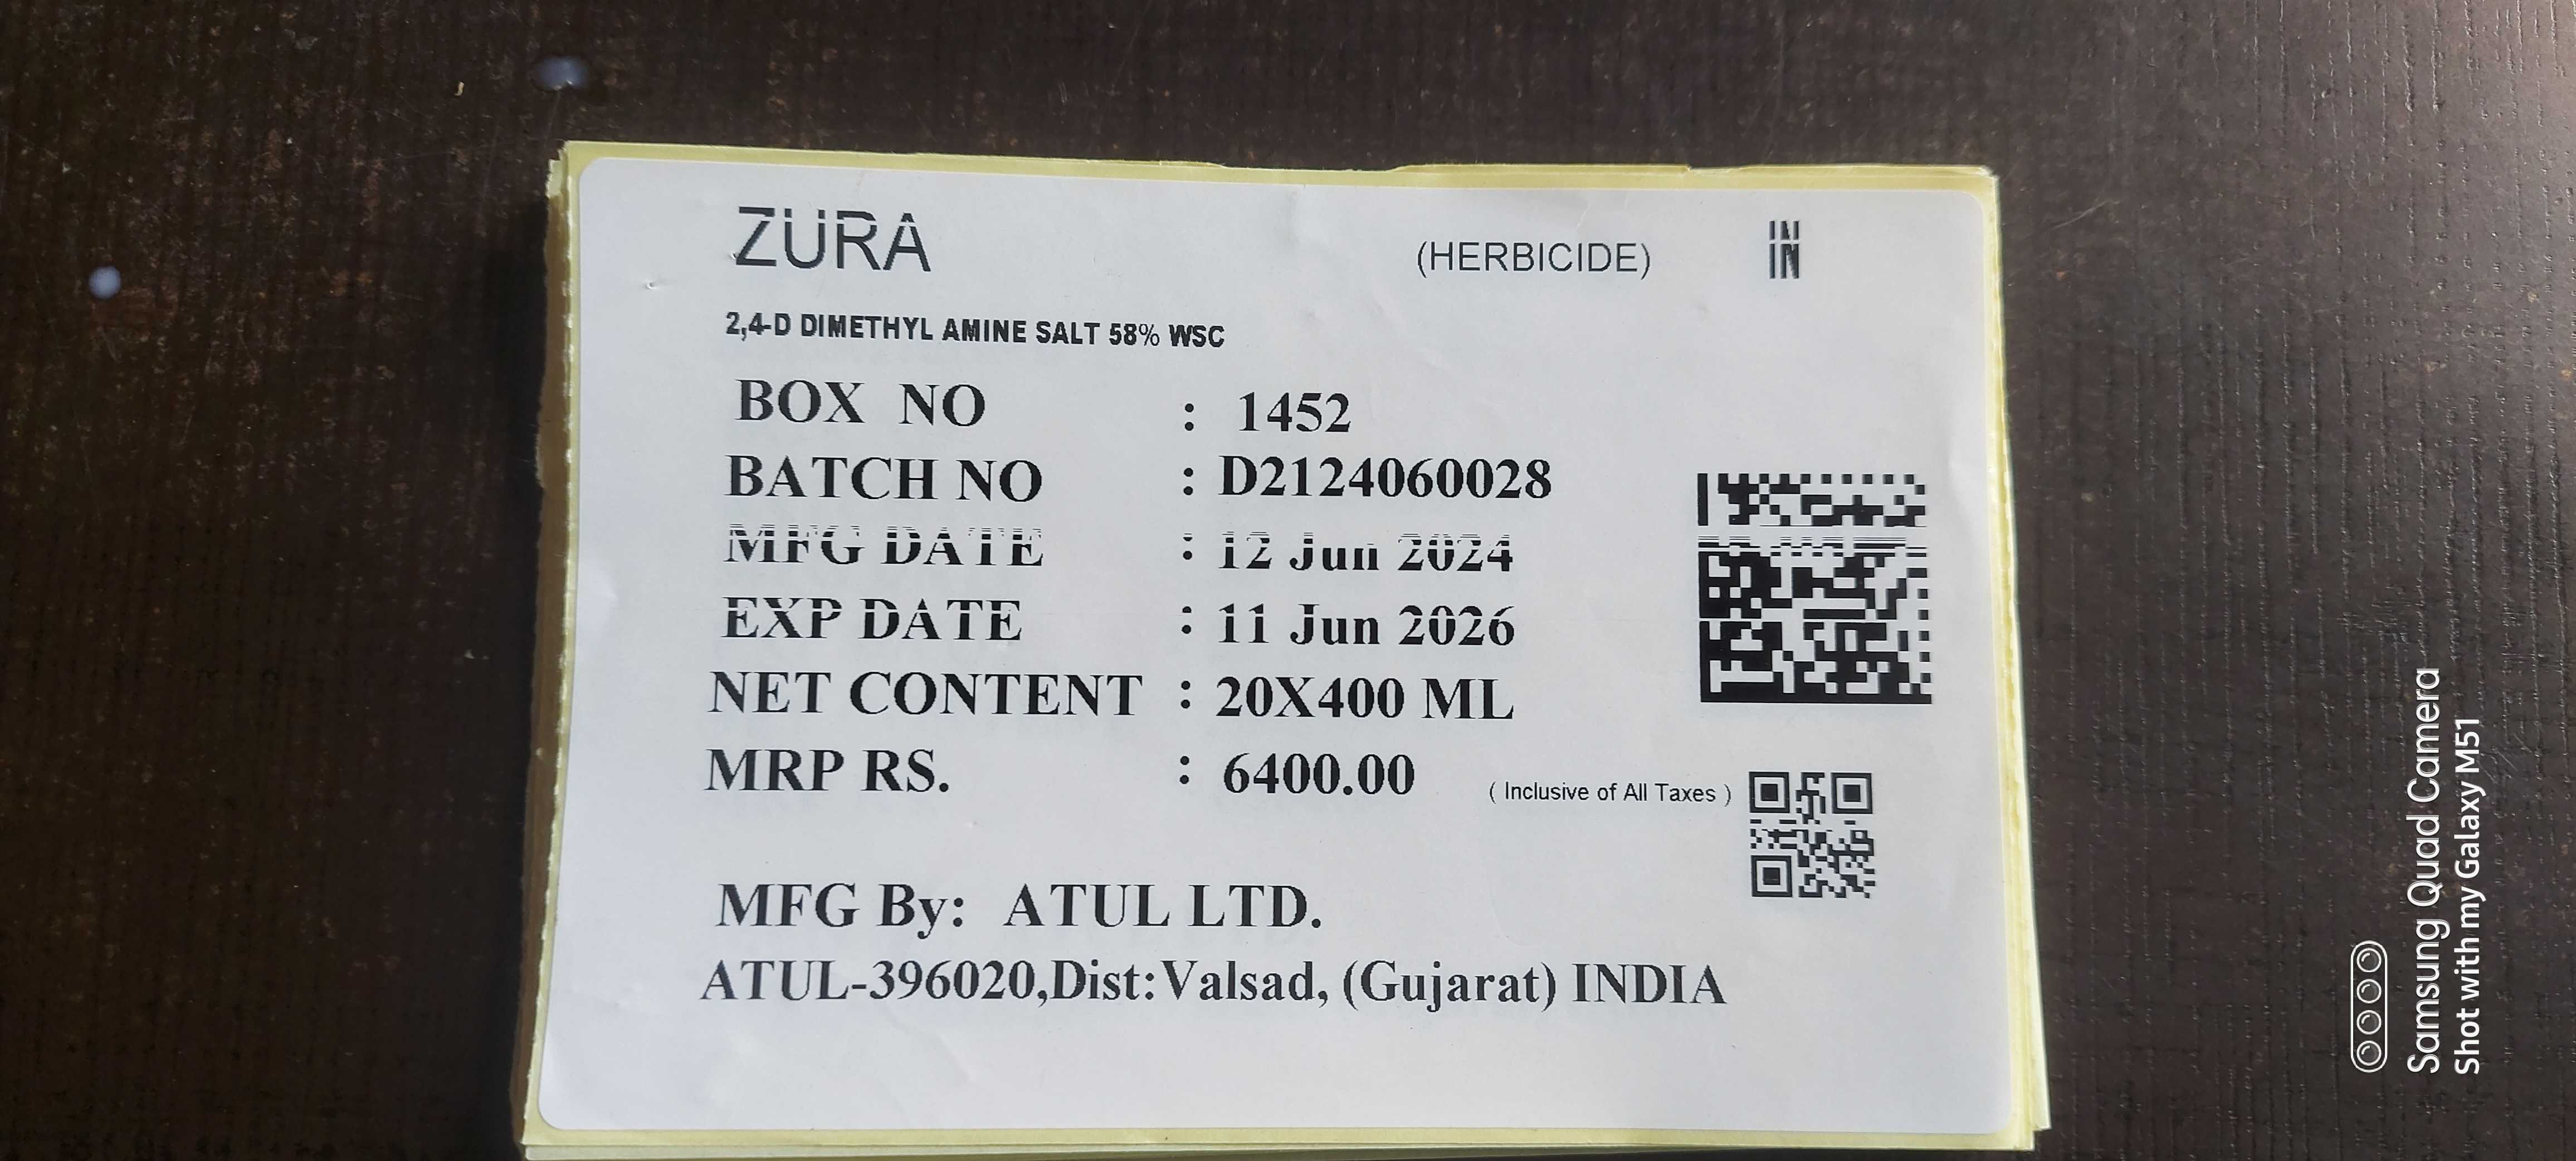 ZURA (HERBICIDE) IN
2,4-D DIMETHYL AMINE SALT 58% WSC
BOX NO : 1452
BATCH NO : D2124060028
MFG DATE : 12 Jun 2024
EXP DATE : 11 Jun 2026
NET CONTENT : 20X400 ML
MRP RS. : 6400.00 ( Inclusive of All Taxes )
MFG By: ATUL LTD.
ATUL-396020,Dist:Valsad, (Gujarat) INDIA
Samsung Quad Camera
Shot with my Galaxy M51